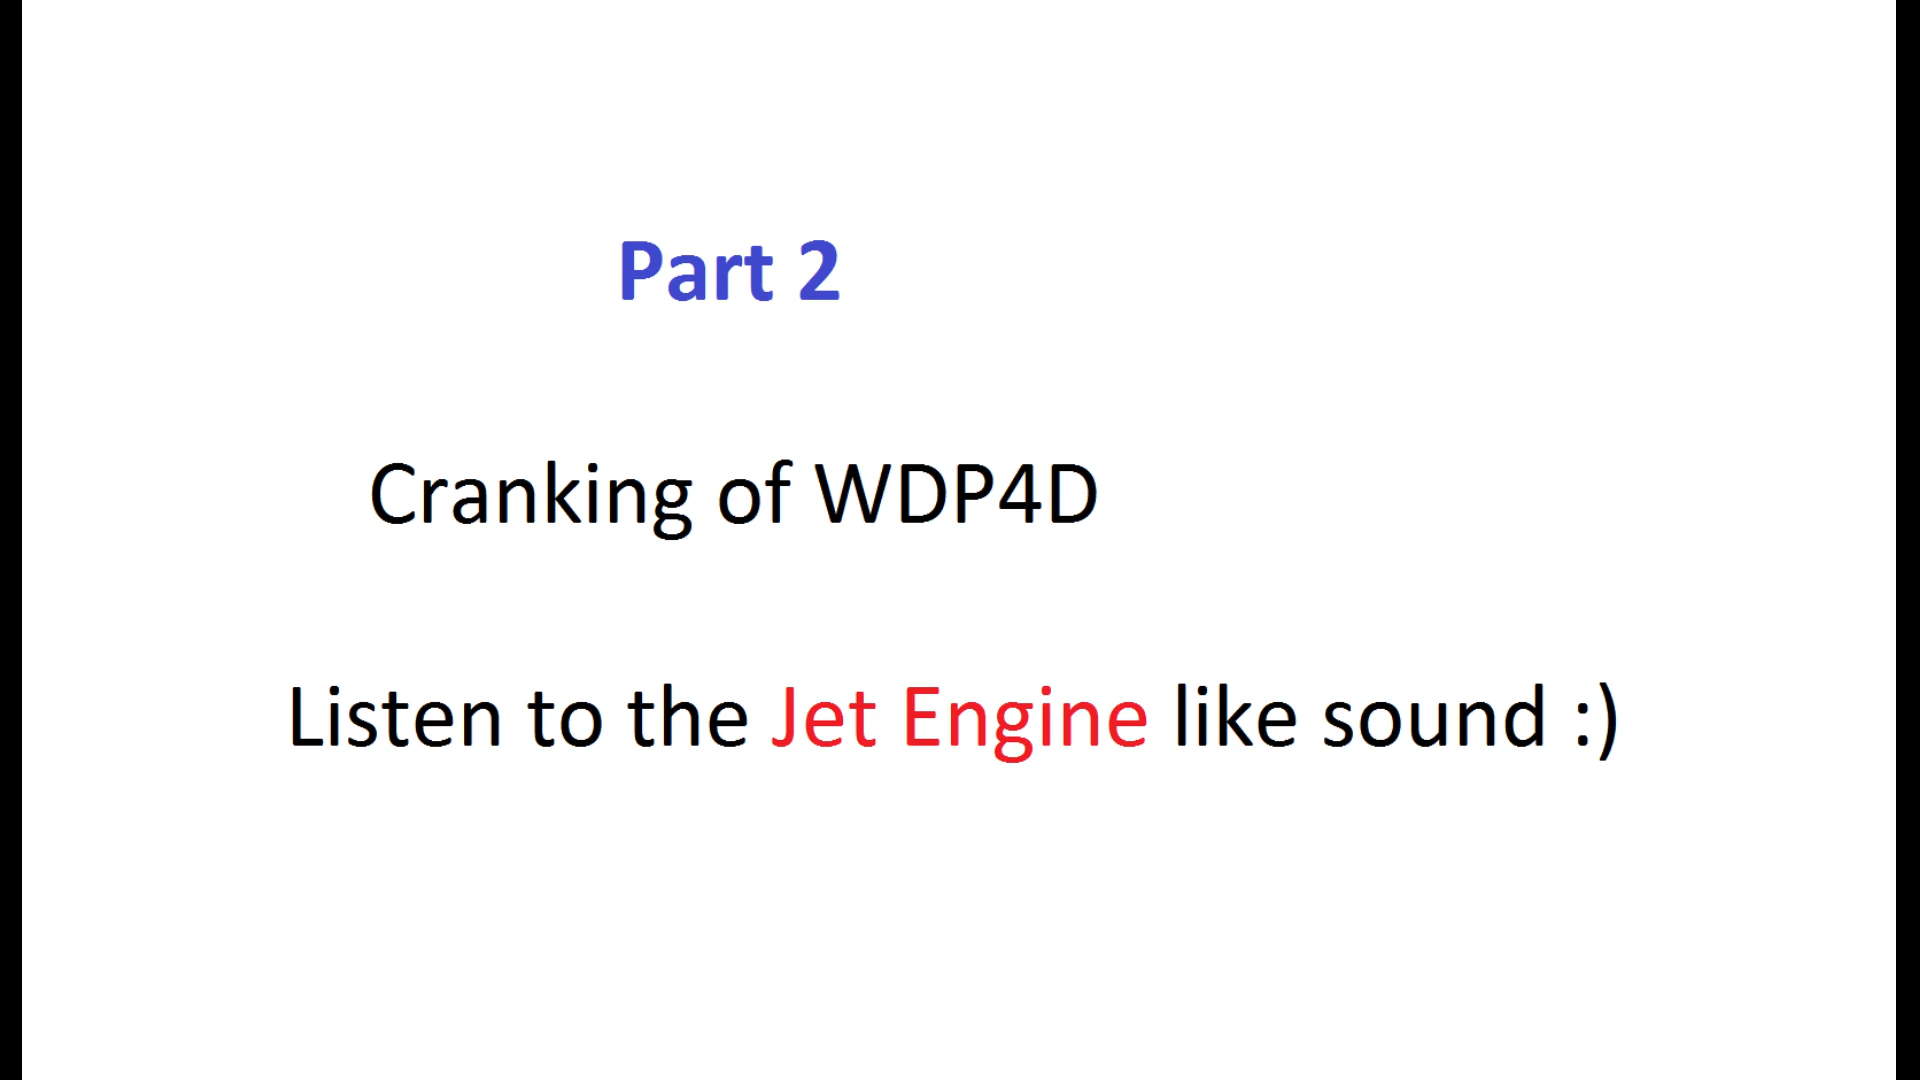 Part 2
Cranking of WDP4D
Listen to the Jet Engine like sound :)